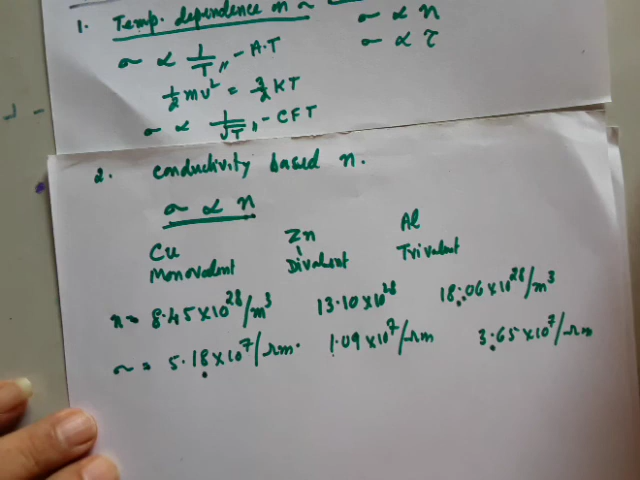 1. Temp. dependence on σ σ ∝ n
σ ∝ 1/T,, - A.T σ ∝ τ
1/2 mv² = 3/2 KT
σ ∝ 1/√T,, - CFT
2. Conductivity based n.
σ ∝ n
Cu Zn Al
Monovalent Divalent Trivalent
n = 8.45×10²⁸/m³ 13.10×10²⁸ 18.06×10²⁸/m³
σ = 5.18×10⁷/Ωm. 1.09×10⁷/Ωm 3.65×10⁷/Ωm